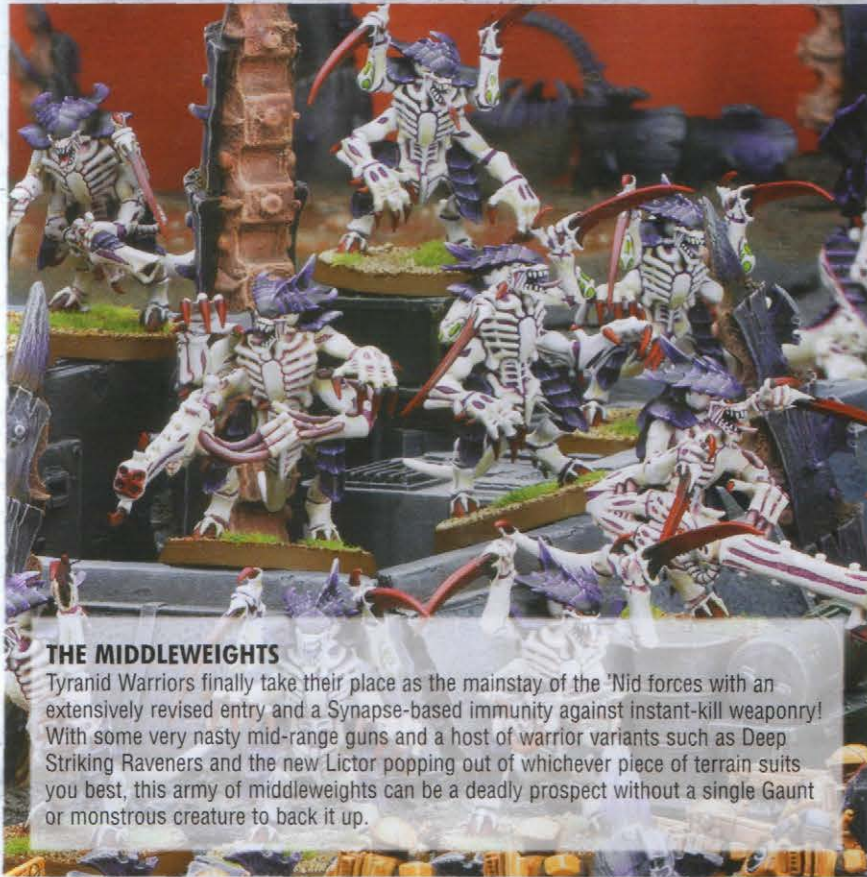 THE MIDDLEWEIGHTS
Tyranid Warriors finally take their place as the mainstay of the 'Nid forces with an
extensively revised entry and a Synapse-based immunity against instant-kill weaponry!
With some very nasty mid-range guns and a host of warrior variants such as Deep
Striking Raveners and the new Lictor popping out of whichever piece of terrain suits
you best, this army of middleweights can be a deadly prospect without a single Gaunt
or monstrous creature to back it up.